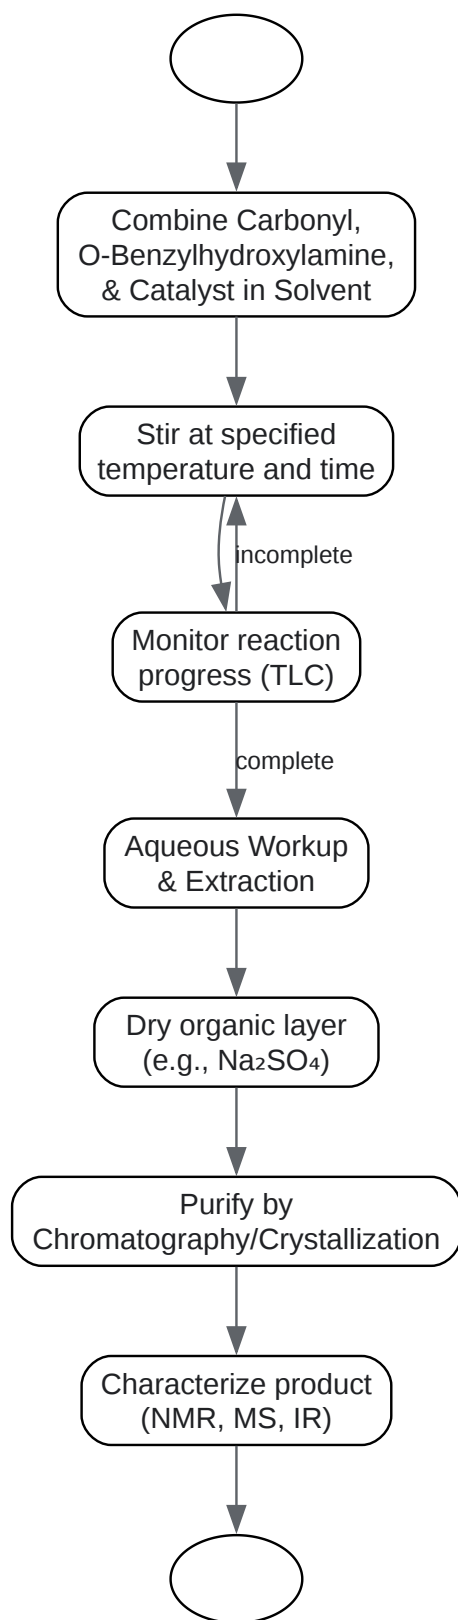 Combine Carbonyl,
O-Benzylhydroxylamine,
& Catalyst in Solvent
Stir at specified
temperature and time
incomplete
Monitor reaction
progress (TLC)
complete
Aqueous Workup
& Extraction
Dry organic layer
(e.g., Na₂SO₄)
Purify by
Chromatography/Crystallization
Characterize product
(NMR, MS, IR)